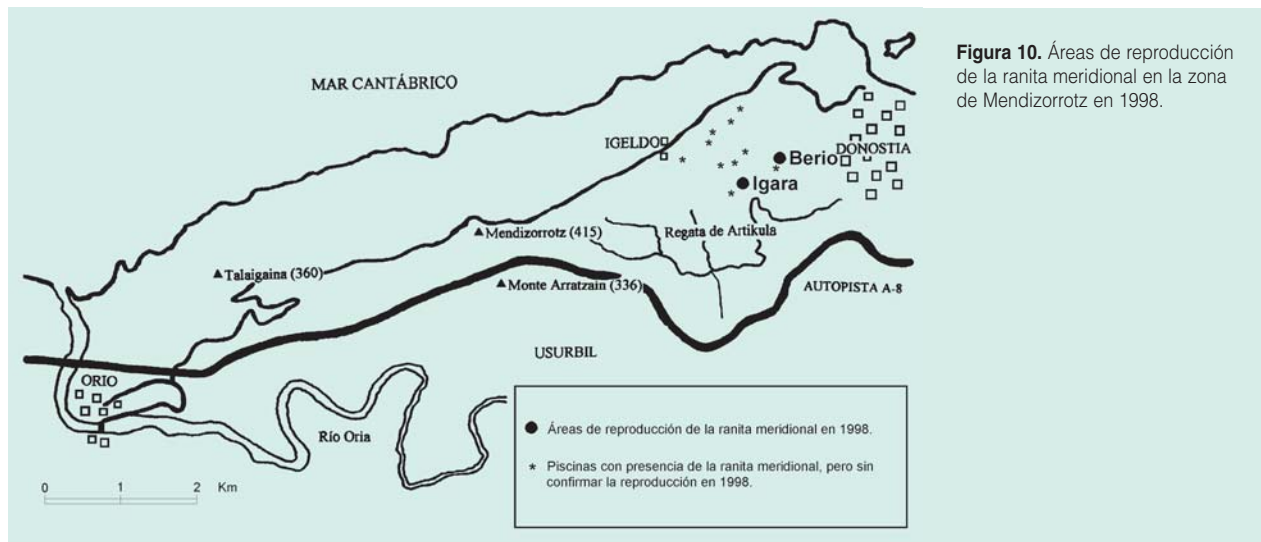 Figura 10. Áreas de reproducción
de la ranita meridional en la zona
de Mendizorrotz en 1998.
MAR CANTÁBRICO
IGELDO
DONOSTIA
Berio
Igara
Mendizorrotz (415)
Regata de Artikula
Talaigaina (360)
Monte Arratzain (336)
AUTOPISTA A-8
USURBIL
ORIO
Río Oria
0 1 2 Km
● Áreas de reproducción de la ranita meridional en 1998.
* Piscinas con presencia de la ranita meridional, pero sin
confirmar la reproducción en 1998.